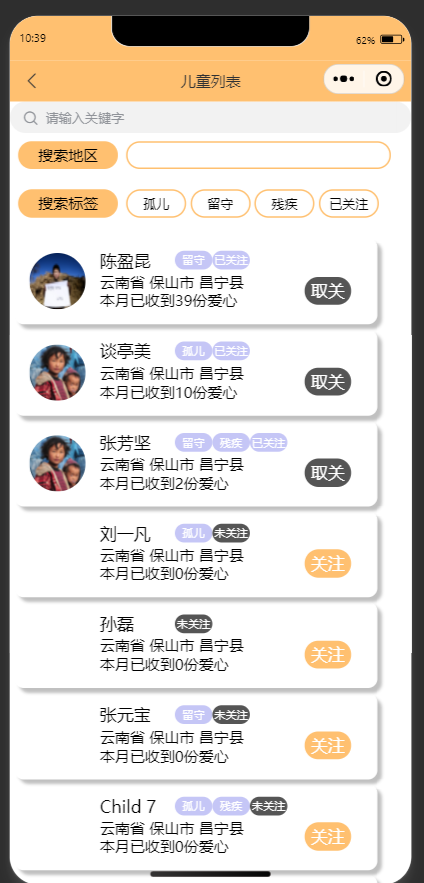 10:39
62%
儿童列表
请输入关键字
搜索地区
搜索标签 孤儿 留守 残疾 已关注
陈盈昆 留守 已关注
云南省 保山市 昌宁县
本月已收到39份爱心
取关
谈亭美 孤儿 已关注
云南省 保山市 昌宁县
本月已收到10份爱心
取关
张芳坚 留守 残疾 已关注
云南省 保山市 昌宁县
本月已收到2份爱心
取关
刘一凡 孤儿 未关注
云南省 保山市 昌宁县
本月已收到0份爱心
关注
孙磊 未关注
云南省 保山市 昌宁县
本月已收到0份爱心
关注
张元宝 留守 未关注
云南省 保山市 昌宁县
本月已收到0份爱心
关注
Child 7 孤儿 残疾 未关注
云南省 保山市 昌宁县
本月已收到0份爱心
关注